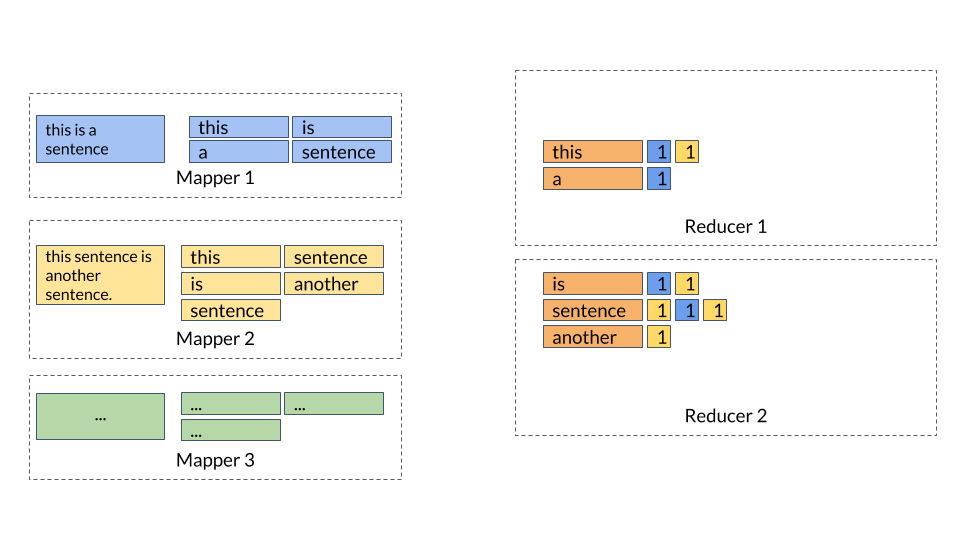 this is a
sentence
this is
a sentence
Mapper 1
this sentence is
another
sentence.
this sentence
is another
sentence
Mapper 2
...
... ...
...
Mapper 3
this 1 1
a 1
Reducer 1
is 1 1
sentence 1 1 1
another 1
Reducer 2